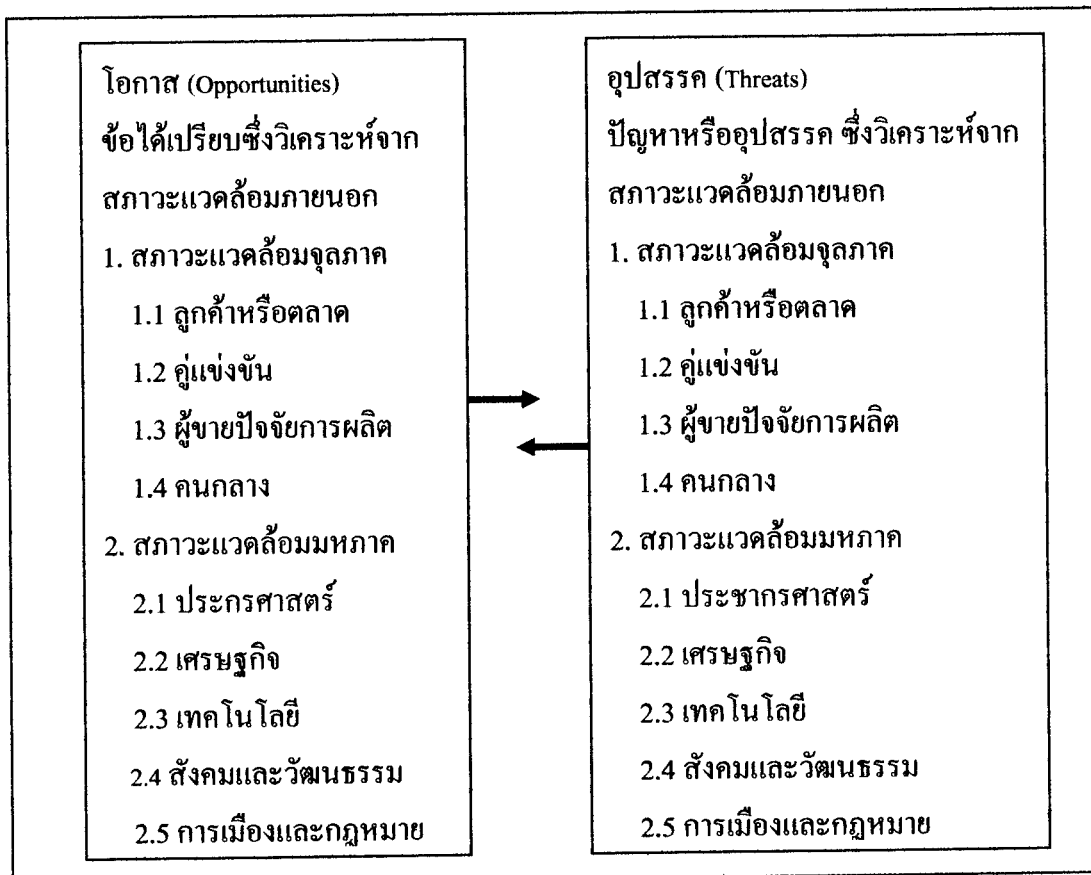 โอกาส (Opportunities)
ข้อได้เปรียบซึ่งวิเคราะห์จาก
สภาวะแวดล้อมภายนอก
1. สภาวะแวดล้อมจุลภาค
1.1 ลูกค้าหรือตลาด
1.2 คู่แข่งขัน
1.3 ผู้ขายปัจจัยการผลิต
1.4 คนกลาง
2. สภาวะแวดล้อมมหภาค
2.1 ประกรศาสตร์
2.2 เศรษฐกิจ
2.3 เทคโนโลยี
2.4 สังคมและวัฒนธรรม
2.5 การเมืองและกฎหมาย
อุปสรรค (Threats)
ปัญหาหรืออุปสรรค ซึ่งวิเคราะห์จาก
สภาวะแวดล้อมภายนอก
1. สภาวะแวดล้อมจุลภาค
1.1 ลูกค้าหรือตลาด
1.2 คู่แข่งขัน
1.3 ผู้ขายปัจจัยการผลิต
1.4 คนกลาง
2. สภาวะแวดล้อมมหภาค
2.1 ประชากรศาสตร์
2.2 เศรษฐกิจ
2.3 เทคโนโลยี
2.4 สังคมและวัฒนธรรม
2.5 การเมืองและกฎหมาย